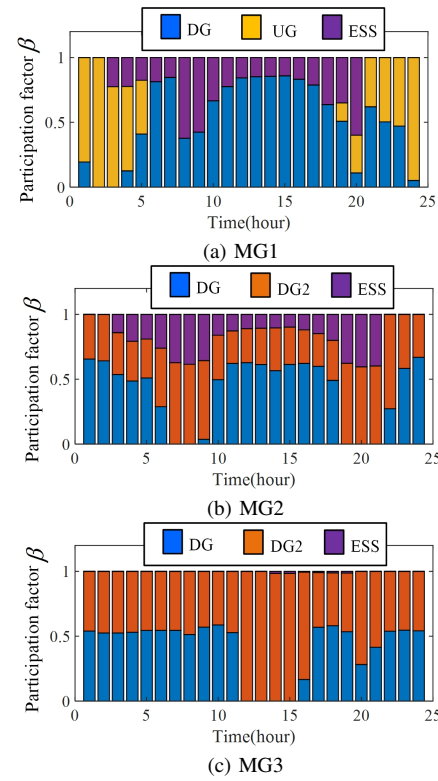 DG UG ESS
1
0.5
0
Participation factor β
0 5 10 15 20 25
Time(hour)
(a) MG1
DG DG2 ESS
1
0.5
0
Participation factor β
0 5 10 15 20 25
Time(hour)
(b) MG2
DG DG2 ESS
1
0.5
0
Participation factor β
0 5 10 15 20 25
Time(hour)
(c) MG3